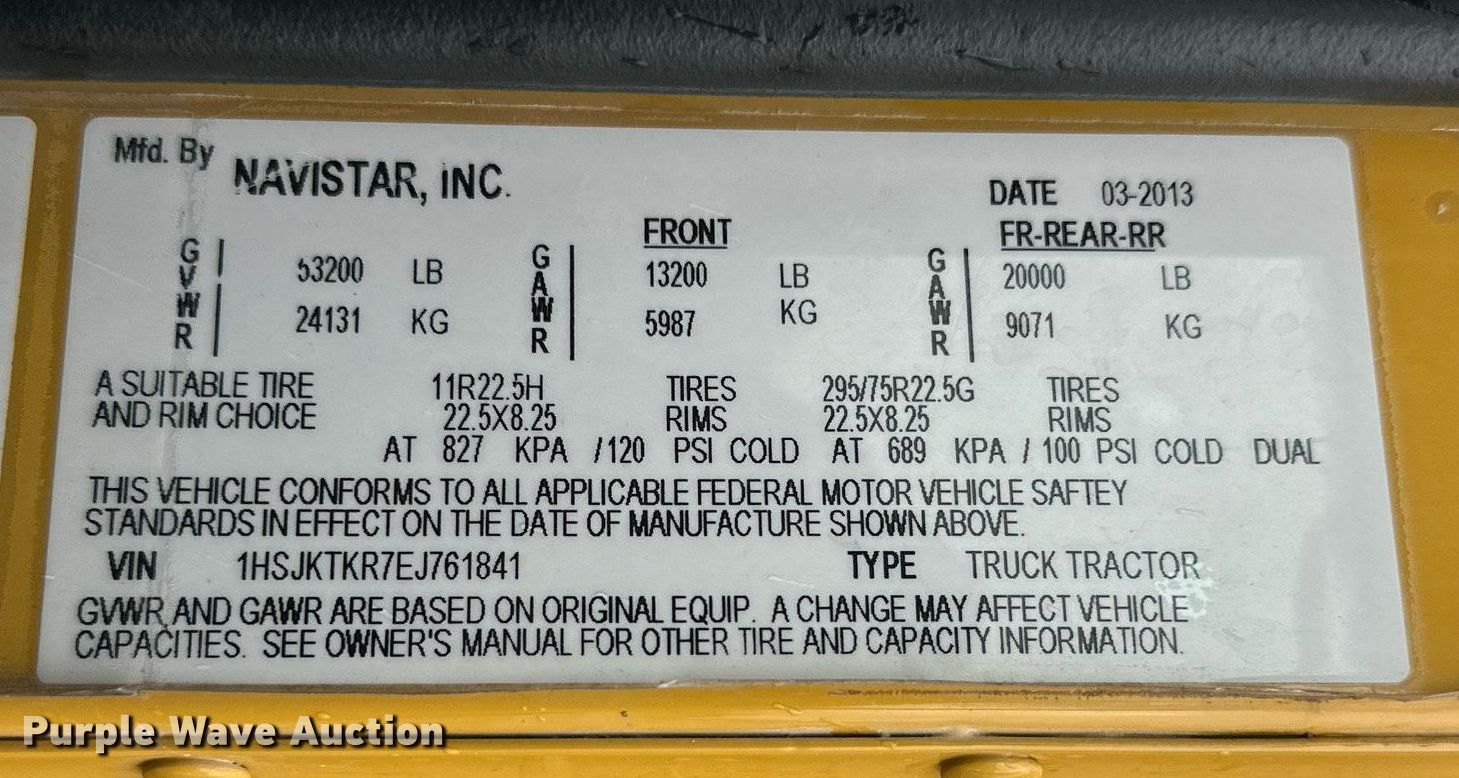 Mfd. By NAVISTAR, INC.
DATE 03-2013
FRONT FR-REAR-RR
GVWR 53200 LB GAWR 13200 LB GAWR 20000 LB
24131 KG 5987 KG 9071 KG
A SUITABLE TIRE 11R22.5H TIRES 295/75R22.5G TIRES
AND RIM CHOICE 22.5X8.25 RIMS 22.5X8.25 RIMS
AT 827 KPA /120 PSI COLD AT 689 KPA / 100 PSI COLD DUAL
THIS VEHICLE CONFORMS TO ALL APPLICABLE FEDERAL MOTOR VEHICLE SAFTEY
STANDARDS IN EFFECT ON THE DATE OF MANUFACTURE SHOWN ABOVE.
VIN 1HSJKTKR7EJ761841 TYPE TRUCK TRACTOR
GVWR AND GAWR ARE BASED ON ORIGINAL EQUIP. A CHANGE MAY AFFECT VEHICLE
CAPACITIES. SEE OWNER'S MANUAL FOR OTHER TIRE AND CAPACITY INFORMATION.
Purple Wave Auction